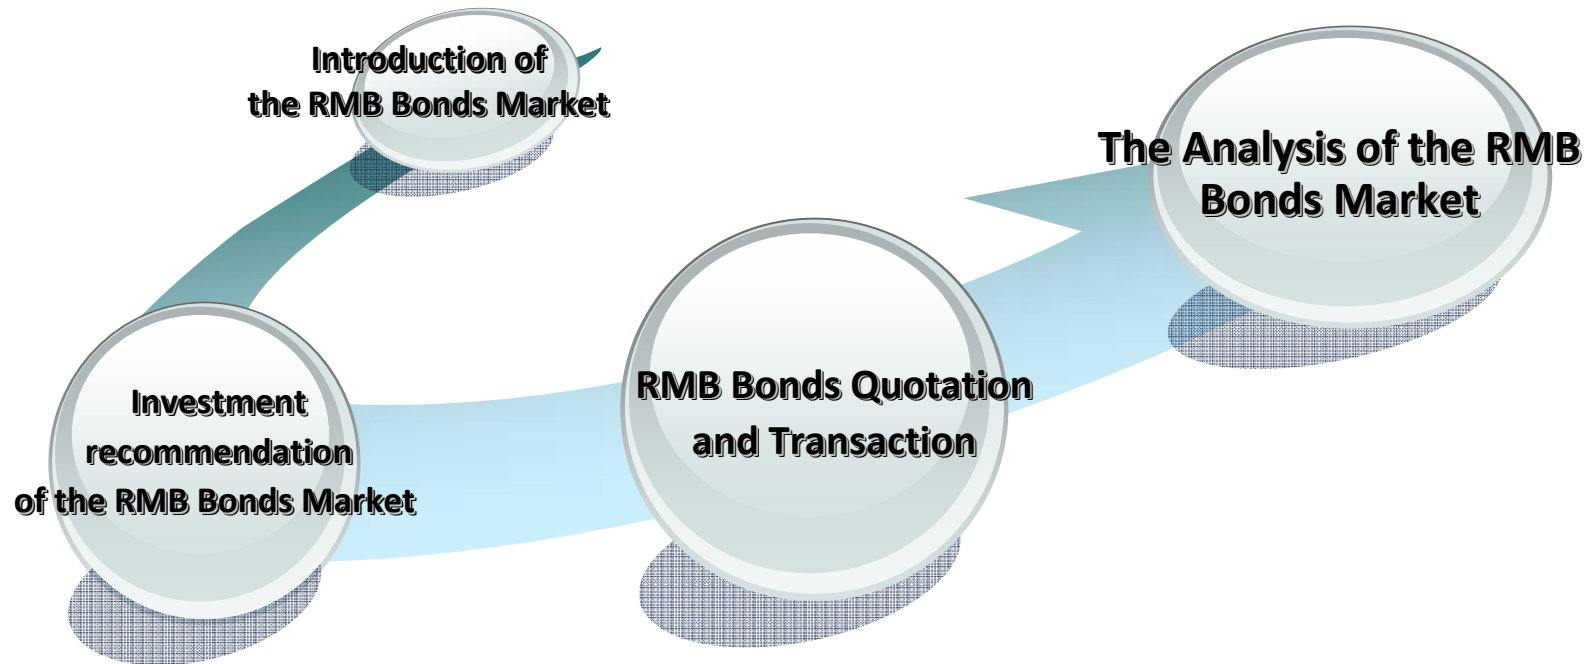 Introduction of
the RMB Bonds Market
The Analysis of the RMB
Bonds Market
RMB Bonds Quotation
and Transaction
Investment
recommendation
of the RMB Bonds Market